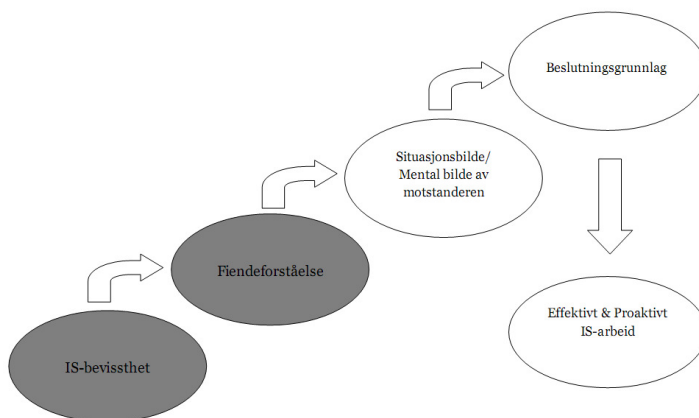 Beslutningsgrunnlag
Situasjonsbilde/
Mental bilde av
motstanderen
Fiendeforståelse
Effektivt & Proaktivt
IS-arbeid
IS-bevissthet